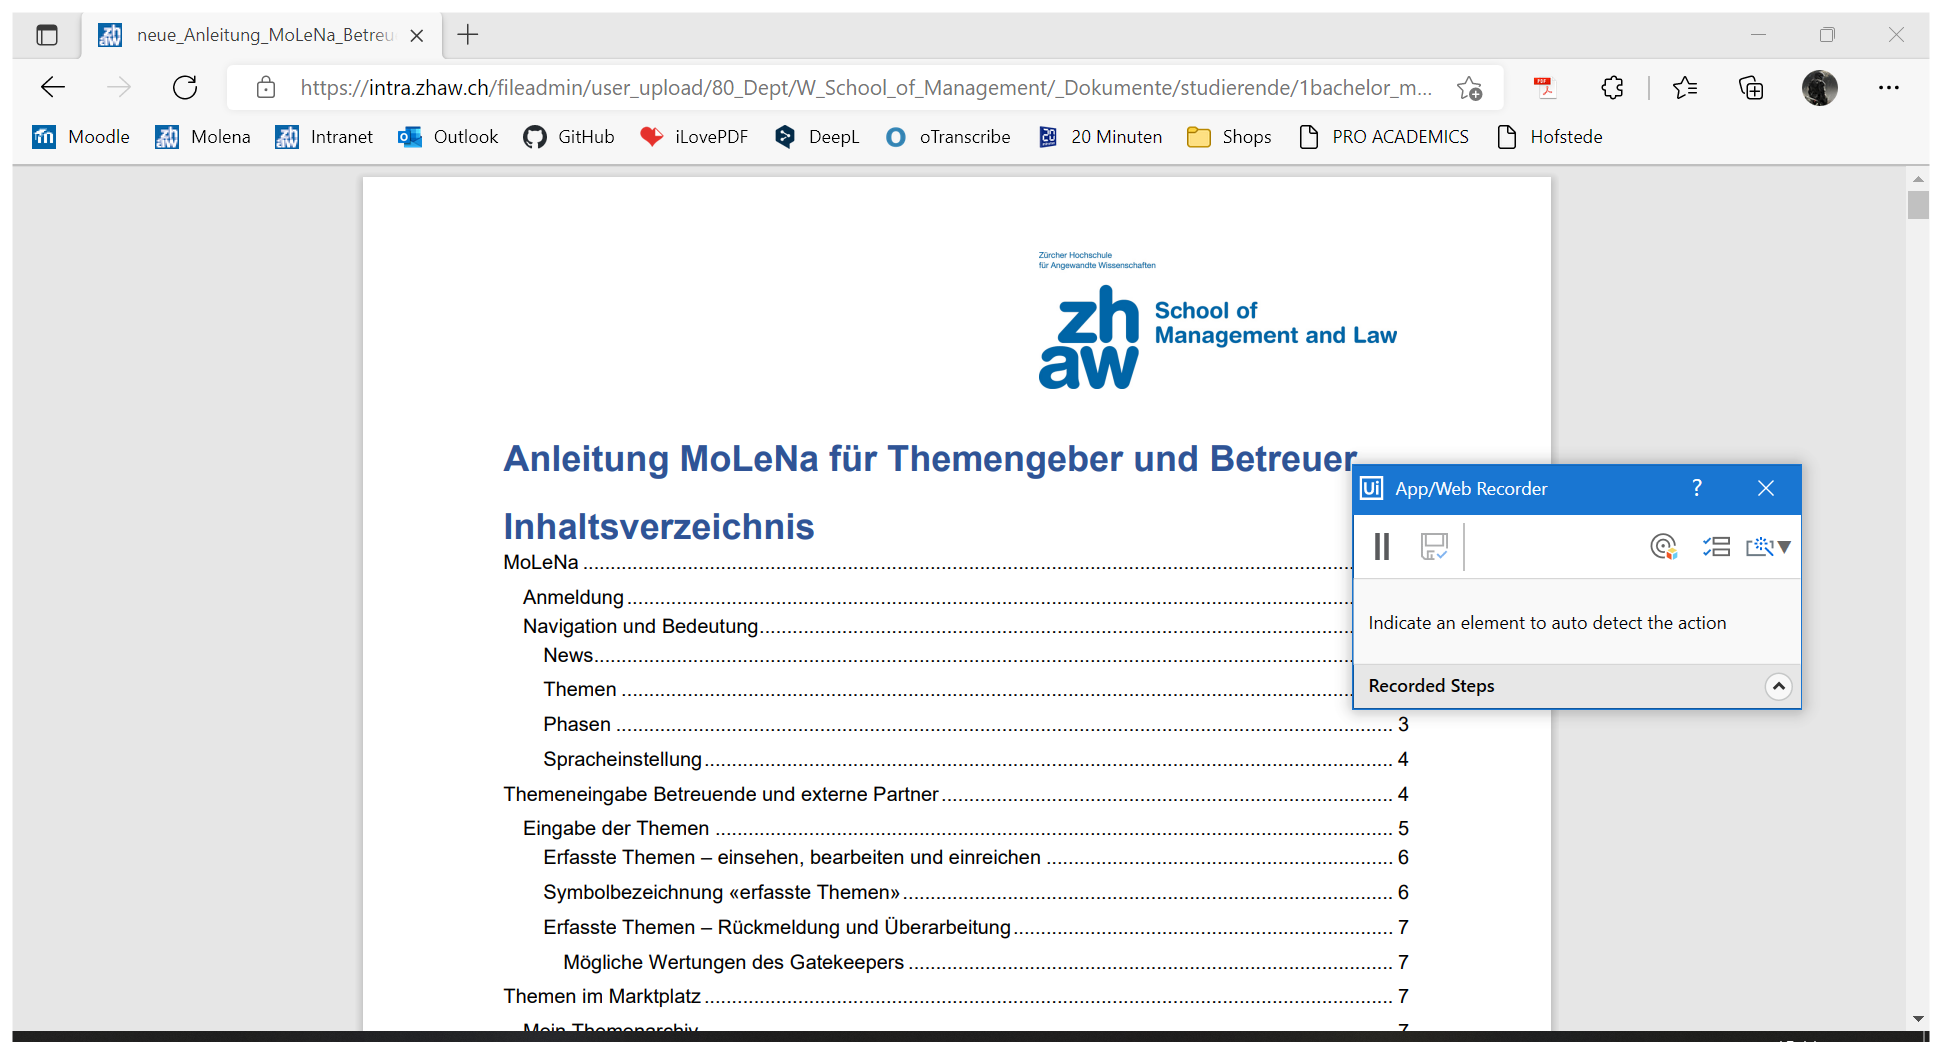 neue_Anleitung_MoLeNa_Betreu
https://intra.zhaw.ch/fileadmin/user_upload/80_Dept/W_School_of_Management/_Dokumente/studierende/1bachelor_m...
Moodle Molena Intranet Outlook GitHub iLovePDF DeepL oTranscribe 20 Minuten Shops PRO ACADEMICS Hofstede
Zürcher Hochschule
für Angewandte Wissenschaften
zhaw School of
Management and Law
Anleitung MoLeNa für Themengeber und Betreuer
Inhaltsverzeichnis
MoLeNa
Anmeldung
Navigation und Bedeutung
News
Themen
Phasen 3
Spracheinstellung 4
Themeneingabe Betreuende und externe Partner 4
Eingabe der Themen 5
Erfasste Themen – einsehen, bearbeiten und einreichen 6
Symbolbezeichnung «erfasste Themen» 6
Erfasste Themen – Rückmeldung und Überarbeitung 7
Mögliche Wertungen des Gatekeepers 7
Themen im Marktplatz 7
Mein Themenarchiv 7
Ui App/Web Recorder ?
Indicate an element to auto detect the action
Recorded Steps